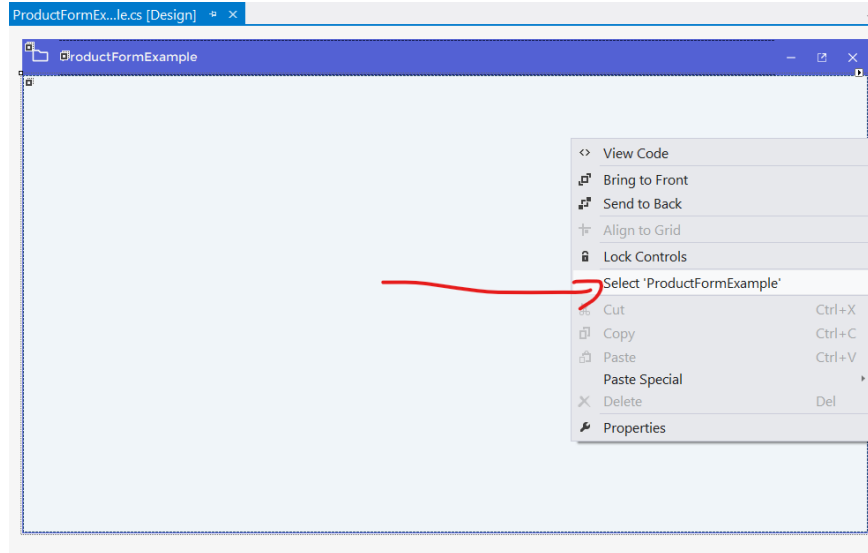 ProductFormEx...le.cs [Design]
ProductFormExample
View Code
Bring to Front
Send to Back
Align to Grid
Lock Controls
Select 'ProductFormExample'
Cut Ctrl+X
Copy Ctrl+C
Paste Ctrl+V
Paste Special
Delete Del
Properties